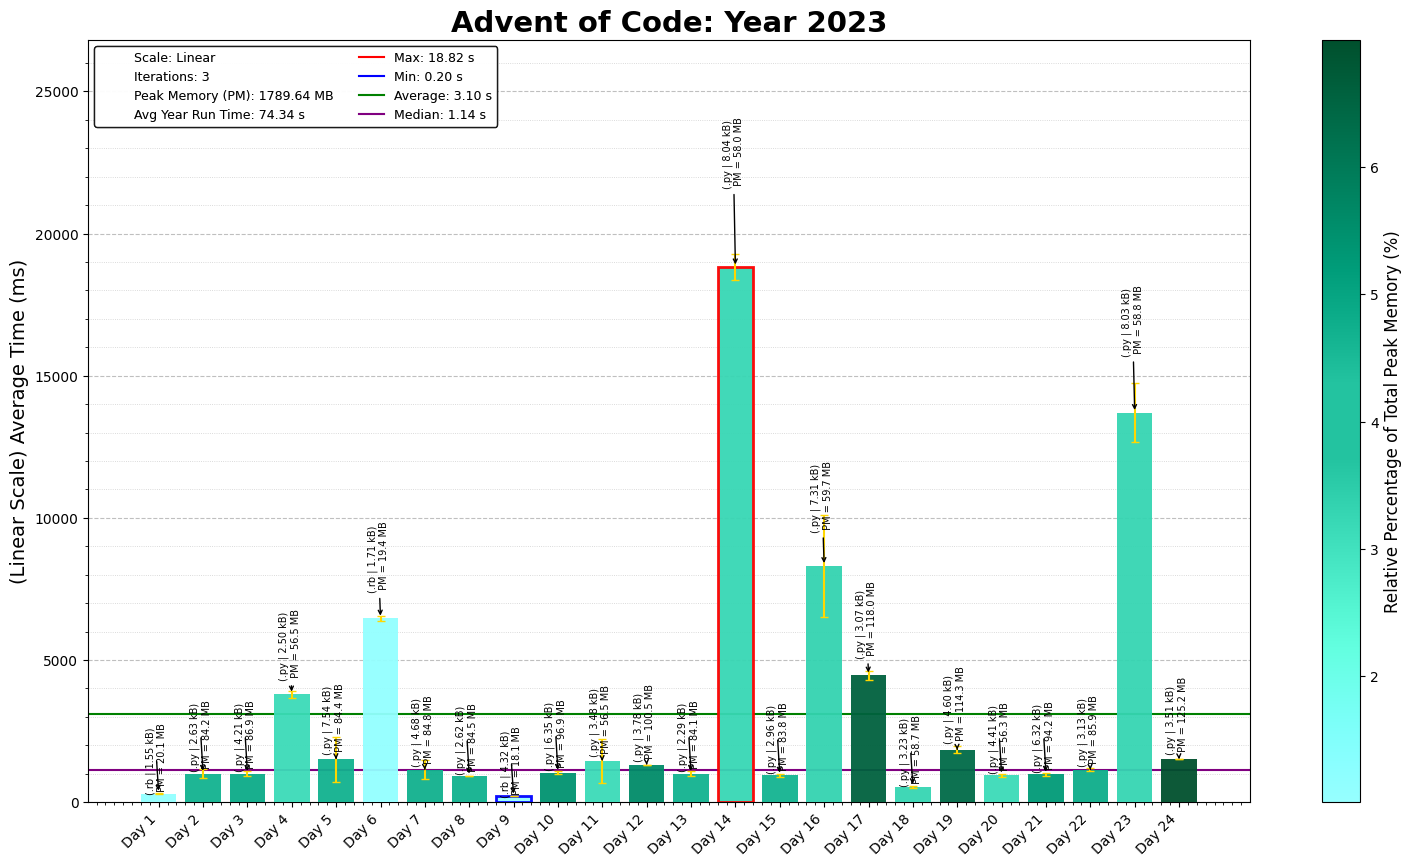 Advent of Code: Year 2023
Scale: Linear
Iterations: 3
Peak Memory (PM): 1789.64 MB
Avg Year Run Time: 74.34 s
Max: 18.82 s
Min: 0.20 s
Average: 3.10 s
Median: 1.14 s
(Linear Scale) Average Time (ms)
25000
20000
15000
10000
5000
0
(.rb | 1.55 kB)
PM = 20.1 MB
(.py | 2.63 kB)
PM = 84.2 MB
(.py | 4.21 kB)
PM = 86.9 MB
(.py | 2.50 kB)
PM = 56.5 MB
(.py | 7.54 kB)
PM = 84.4 MB
(.rb | 1.71 kB)
PM = 19.4 MB
(.py | 4.68 kB)
PM = 84.8 MB
(.py | 2.62 kB)
PM = 84.5 MB
(.rb | 4.32 kB)
PM = 18.1 MB
(.py | 6.35 kB)
PM = 96.9 MB
(.py | 3.48 kB)
PM = 56.5 MB
(.py | 3.78 kB)
PM = 100.5 MB
(.py | 2.29 kB)
PM = 84.1 MB
(.py | 8.04 kB)
PM = 58.0 MB
(.py | 2.96 kB)
PM = 83.8 MB
(.py | 7.31 kB)
PM = 59.7 MB
(.py | 3.07 kB)
PM = 118.0 MB
(.py | 3.23 kB)
PM = 58.7 MB
(.py | 4.60 kB)
PM = 114.3 MB
(.py | 4.41 kB)
PM = 56.3 MB
(.py | 6.32 kB)
PM = 94.2 MB
(.py | 3.13 kB)
PM = 85.9 MB
(.py | 8.03 kB)
PM = 58.8 MB
(.py | 3.51 kB)
PM = 125.2 MB
Day 1
Day 2
Day 3
Day 4
Day 5
Day 6
Day 7
Day 8
Day 9
Day 10
Day 11
Day 12
Day 13
Day 14
Day 15
Day 16
Day 17
Day 18
Day 19
Day 20
Day 21
Day 22
Day 23
Day 24
6
5
4
3
2
Relative Percentage of Total Peak Memory (%)